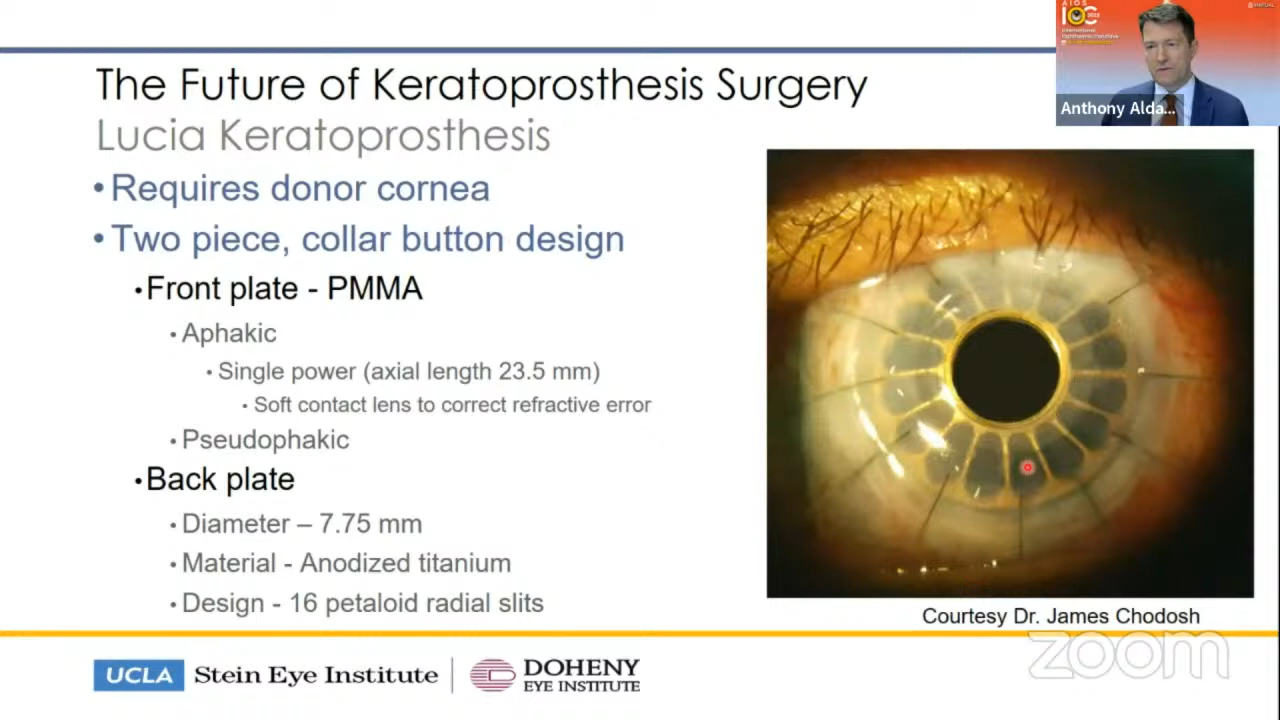 The Future of Keratoprosthesis Surgery
Lucia Keratoprosthesis
• Requires donor cornea
• Two piece, collar button design
• Front plate - PMMA
• Aphakic
• Single power (axial length 23.5 mm)
• Soft contact lens to correct refractive error
• Pseudophakic
• Back plate
• Diameter – 7.75 mm
• Material - Anodized titanium
• Design - 16 petaloid radial slits
AIOS
IOC
Anthony Alda...
Courtesy Dr. James Chodosh
zoom
UCLA Stein Eye Institute
DOHENY
EYE INSTITUTE